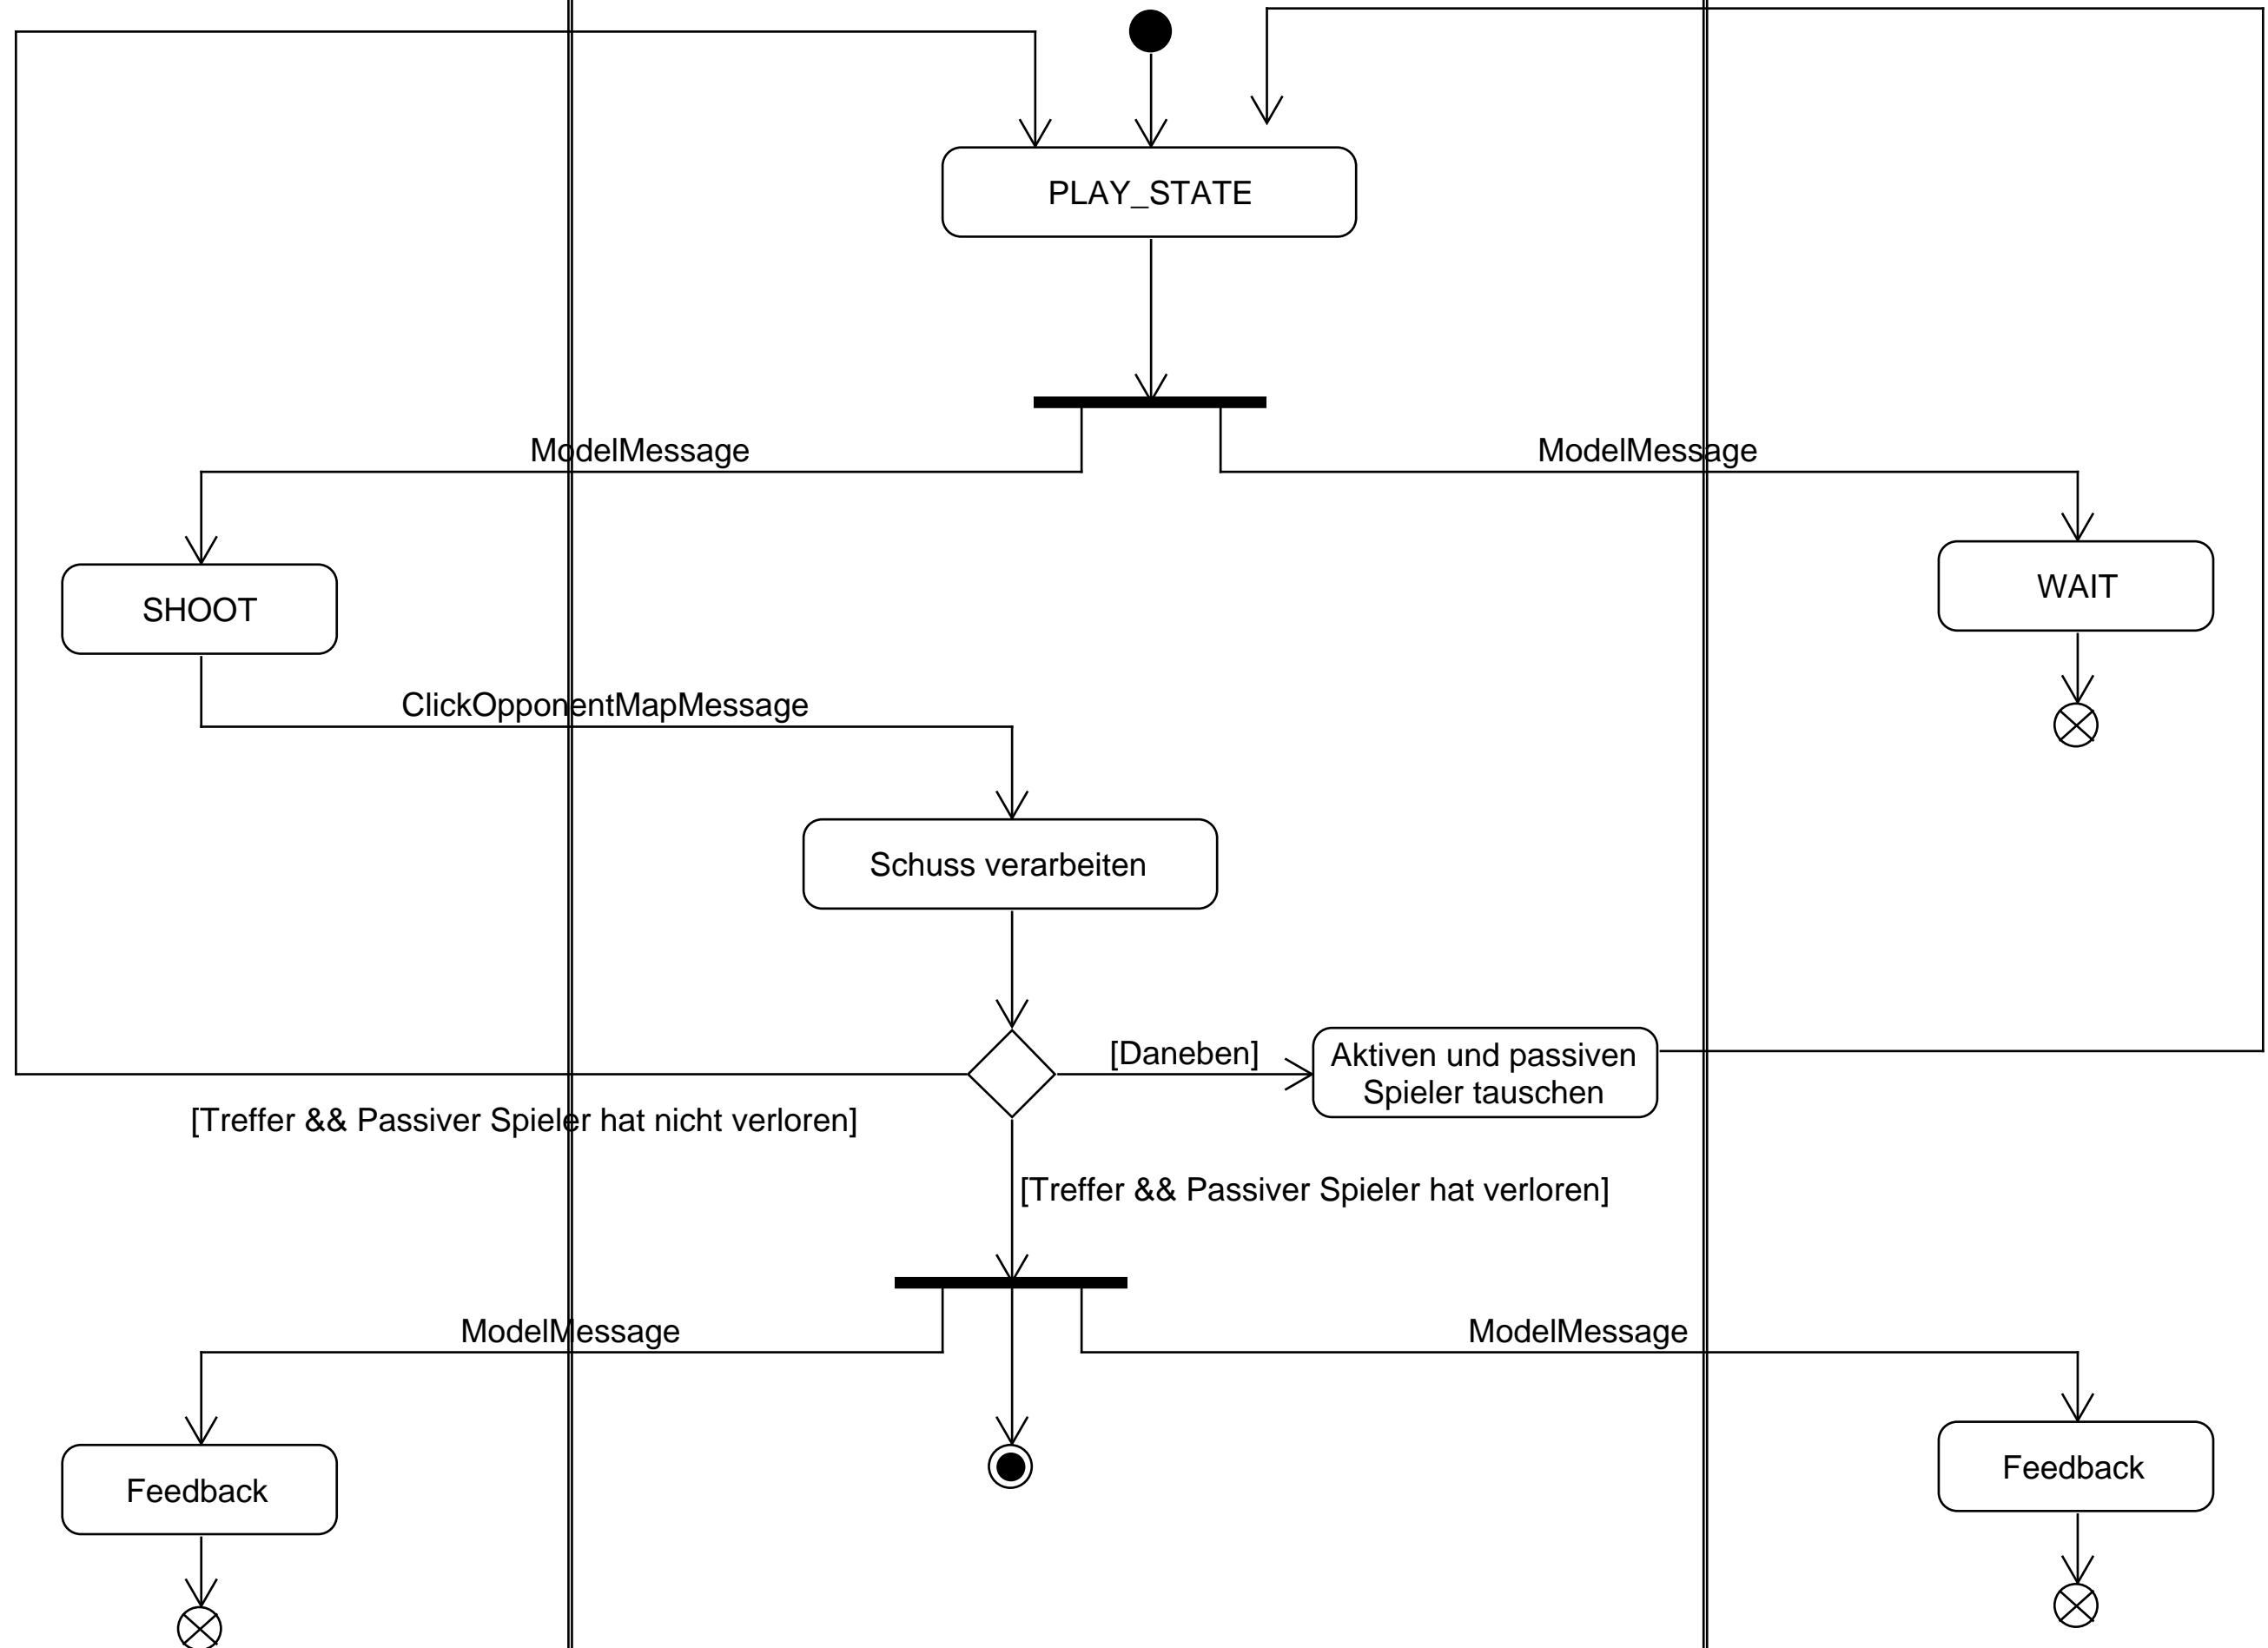 PLAY_STATE
ModelMessage
ModelMessage
SHOOT
WAIT
ClickOpponentMapMessage
Schuss verarbeiten
[Daneben]
Aktiven und passiven
Spieler tauschen
[Treffer && Passiver Spieler hat nicht verloren]
[Treffer && Passiver Spieler hat verloren]
ModelMessage
ModelMessage
Feedback
Feedback